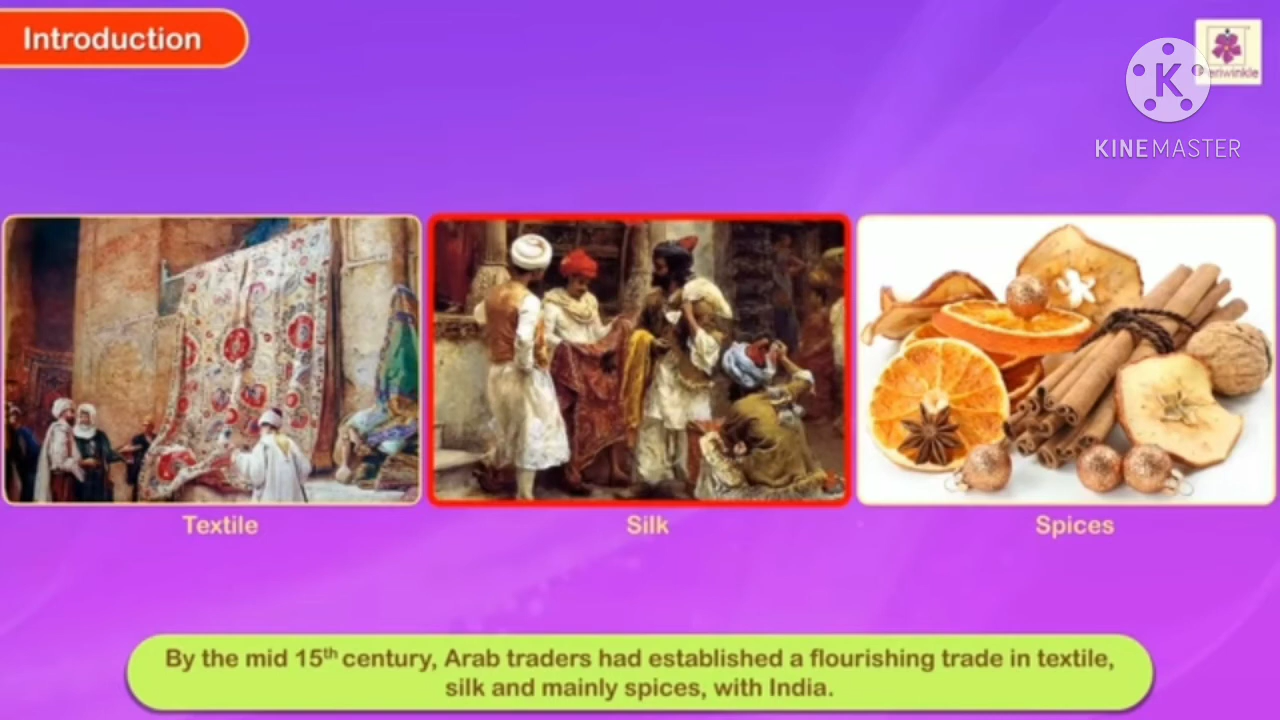 Introduction
K
Periwinkle
KINEMASTER
Textile
Silk
Spices
By the mid 15th century, Arab traders had established a flourishing trade in textile,
silk and mainly spices, with India.